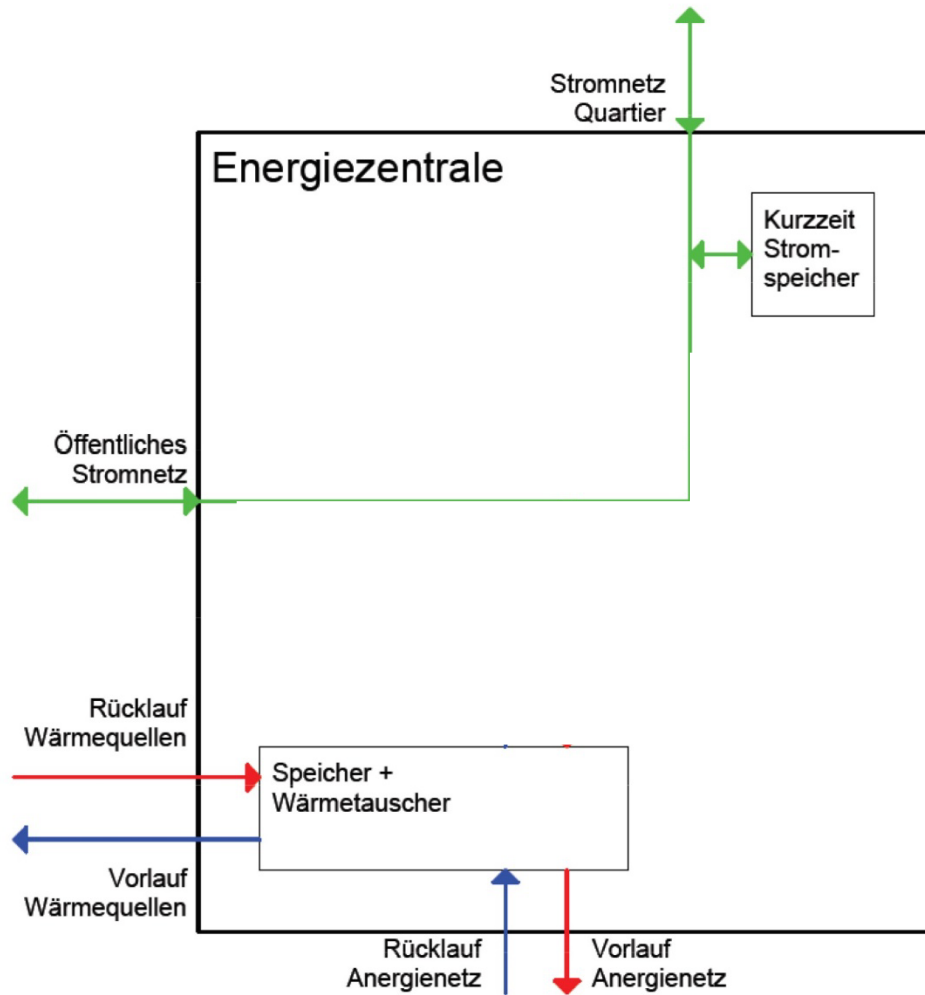 Stromnetz
Quartier
Energiezentrale
Kurzzeit
Strom-
speicher
Öffentliches
Stromnetz
Rücklauf
Wärmequellen
Speicher +
Wärmetauscher
Vorlauf
Wärmequellen
Rücklauf
Anergienetz
Vorlauf
Anergienetz